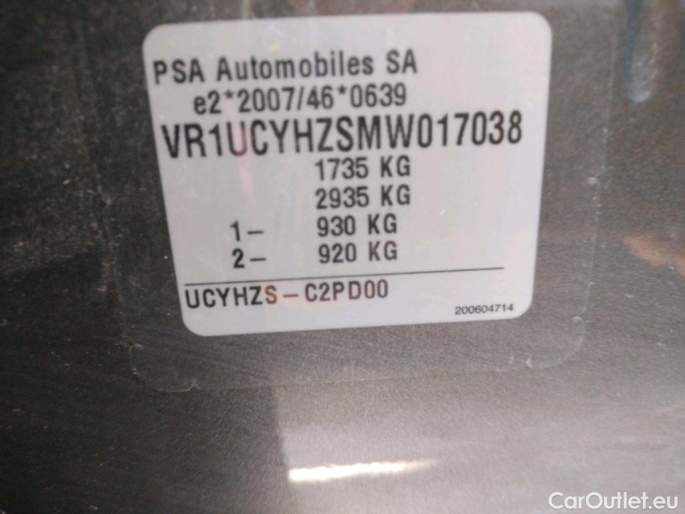 PSA Automobiles SA
e2*2007/46*0639
VR1UCYHZSMW017038
1735 KG
2935 KG
1- 930 KG
2- 920 KG
UCYHZS-C2PD00
200604714
CarOutlet.eu